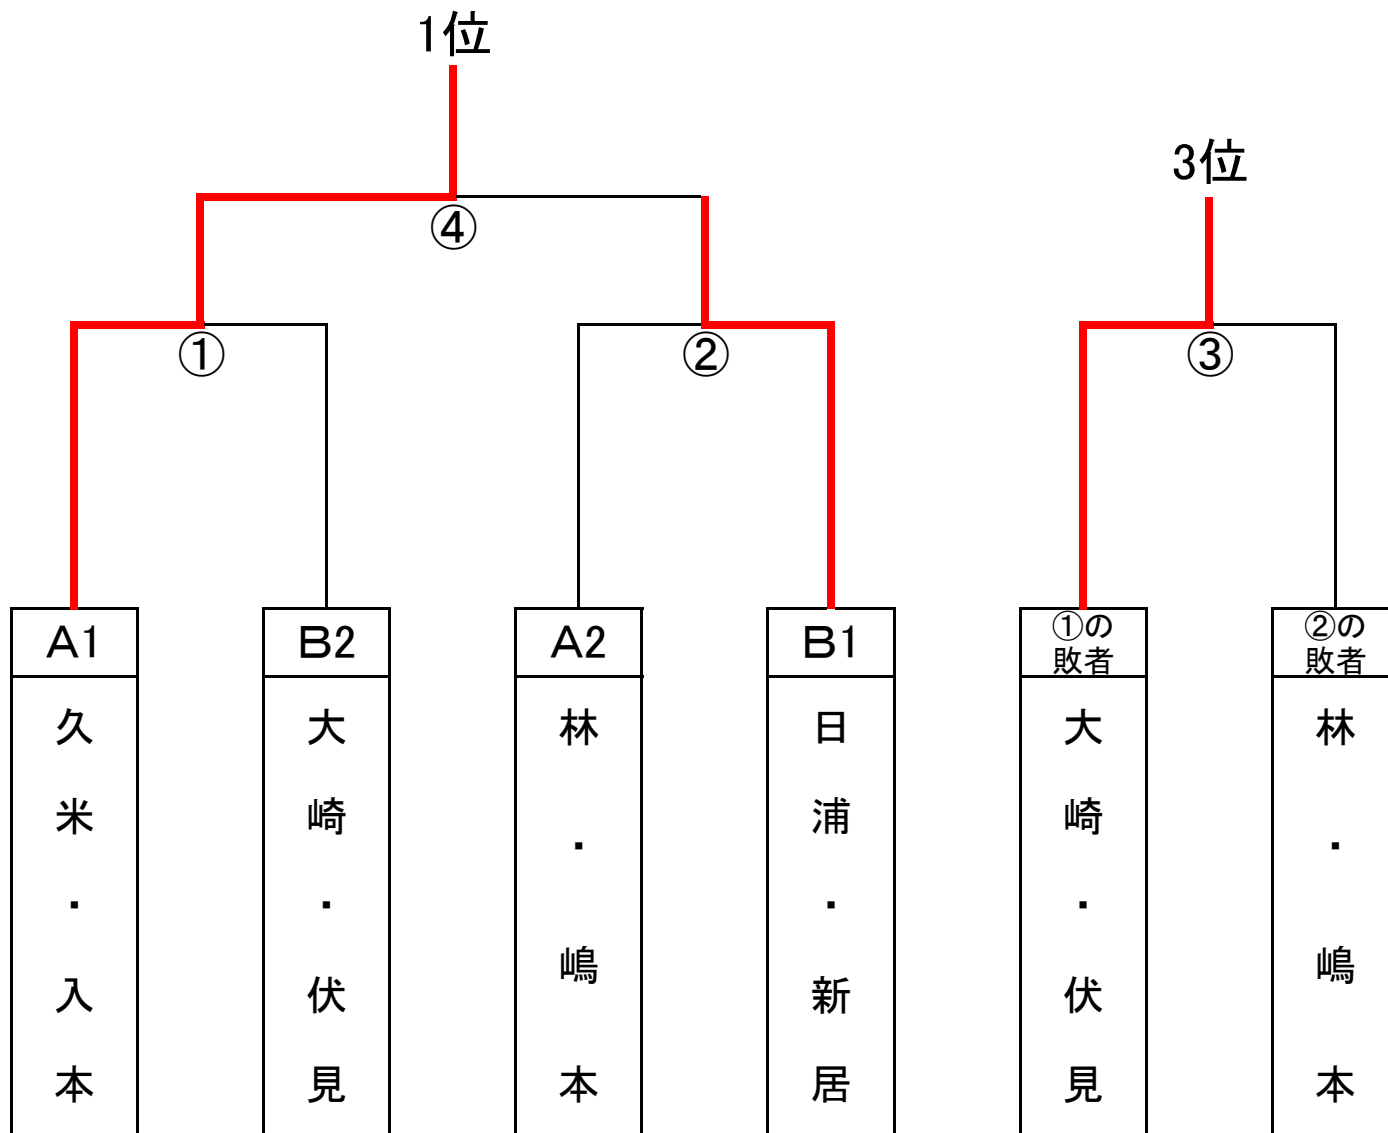 1位
3位
④
①
②
③
A1
B2
A2
B1
①の
敗者
②の
敗者
久米・入本
大崎・伏見
林・嶋本
日浦・新居
大崎・伏見
林・嶋本